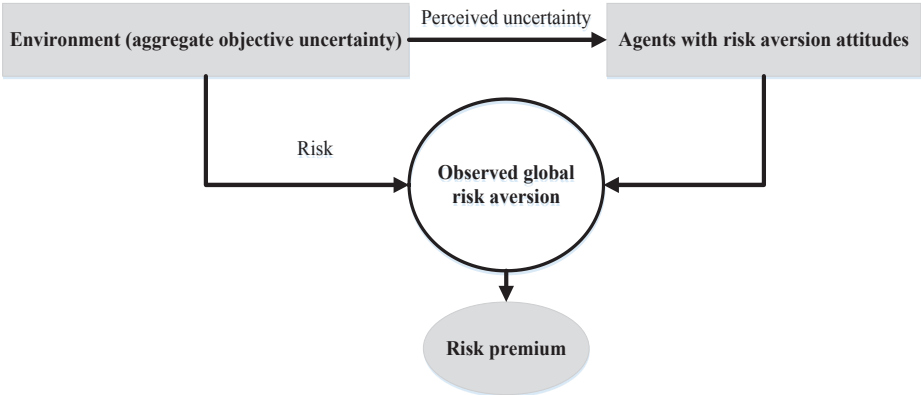 Perceived uncertainty
Environment (aggregate objective uncertainty)
Agents with risk aversion attitudes
Risk
Observed global
risk aversion
Risk premium